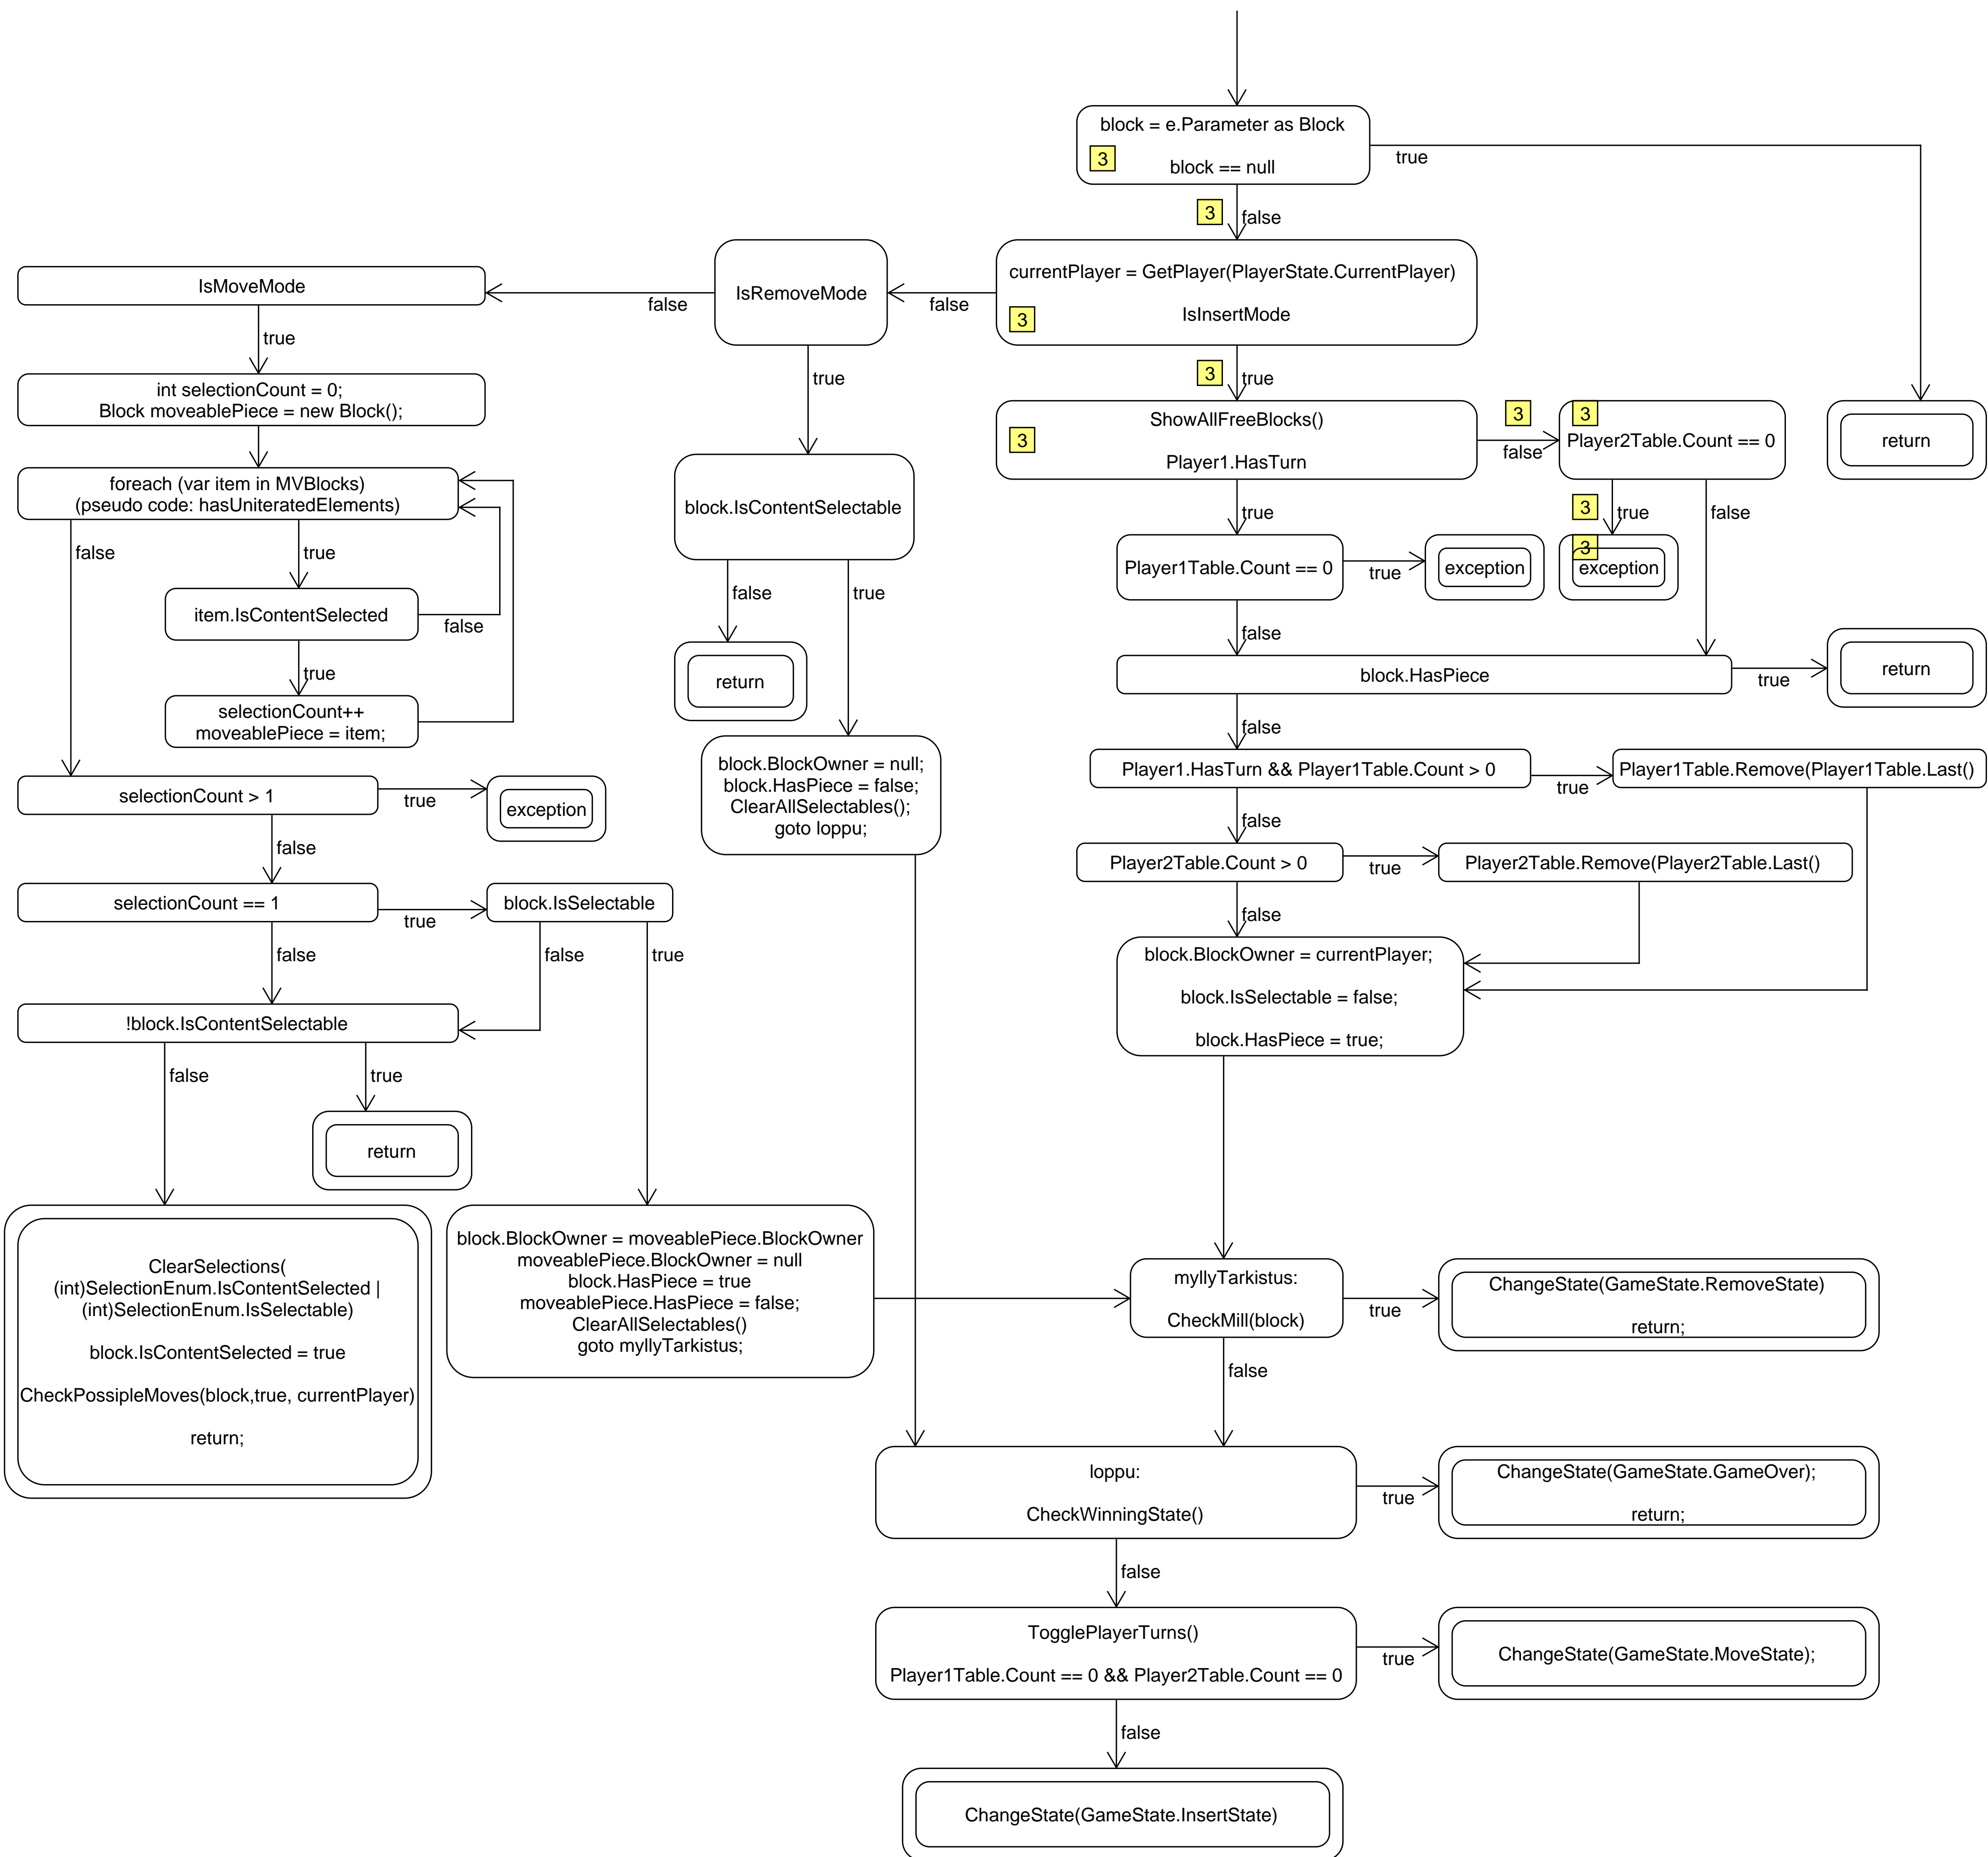 block = e.Parameter as Block
3
block == null
true
3
false
currentPlayer = GetPlayer(PlayerState.CurrentPlayer)
3
IsInsertMode
false
IsRemoveMode
false
IsMoveMode
true
int selectionCount = 0;
Block moveablePiece = new Block();
foreach (var item in MVBlocks)
(pseudo code: hasUniteratedElements)
false
true
item.IsContentSelected
false
true
selectionCount++
moveablePiece = item;
selectionCount > 1
true
exception
false
selectionCount == 1
true
block.IsSelectable
false
false
true
!block.IsContentSelectable
false
true
return
ClearSelections(
(int)SelectionEnum.IsContentSelected |
(int)SelectionEnum.IsSelectable)
block.IsContentSelected = true
CheckPossipleMoves(block,true, currentPlayer)
return;
block.BlockOwner = moveablePiece.BlockOwner
moveablePiece.BlockOwner = null
block.HasPiece = true
moveablePiece.HasPiece = false;
ClearAllSelectables()
goto myllyTarkistus;
true
block.IsContentSelectable
false
true
return
block.BlockOwner = null;
block.HasPiece = false;
ClearAllSelectables();
goto loppu;
3
true
ShowAllFreeBlocks()
3
Player1.HasTurn
3
false
3
Player2Table.Count == 0
return
true
3
true
false
Player1Table.Count == 0
true
exception
3
exception
false
block.HasPiece
true
return
false
Player1.HasTurn && Player1Table.Count > 0
true
Player1Table.Remove(Player1Table.Last()
false
Player2Table.Count > 0
true
Player2Table.Remove(Player2Table.Last()
false
block.BlockOwner = currentPlayer;
block.IsSelectable = false;
block.HasPiece = true;
myllyTarkistus:
CheckMill(block)
true
ChangeState(GameState.RemoveState)
return;
false
loppu:
CheckWinningState()
true
ChangeState(GameState.GameOver);
return;
false
TogglePlayerTurns()
Player1Table.Count == 0 && Player2Table.Count == 0
true
ChangeState(GameState.MoveState);
false
ChangeState(GameState.InsertState)